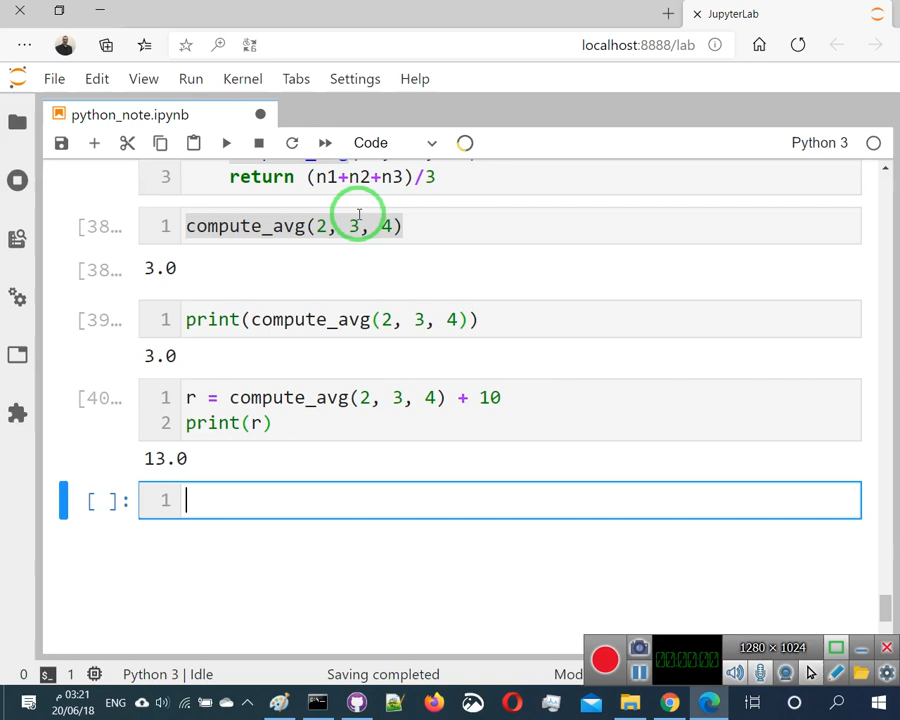 JupyterLab
localhost:8888/lab
File Edit View Run Kernel Tabs Settings Help
python_note.ipynb
Code Python 3
3 return (n1+n2+n3)/3
[38… 1 compute_avg(2, 3, 4)
[38… 3.0
[39… 1 print(compute_avg(2, 3, 4))
3.0
[40… 1 r = compute_avg(2, 3, 4) + 10
2 print(r)
13.0
[ ]: 1
0 1 Python 3 | Idle Saving completed Mod
1280 × 1024
00:00:00
ENG 03:21 م
20/06/18